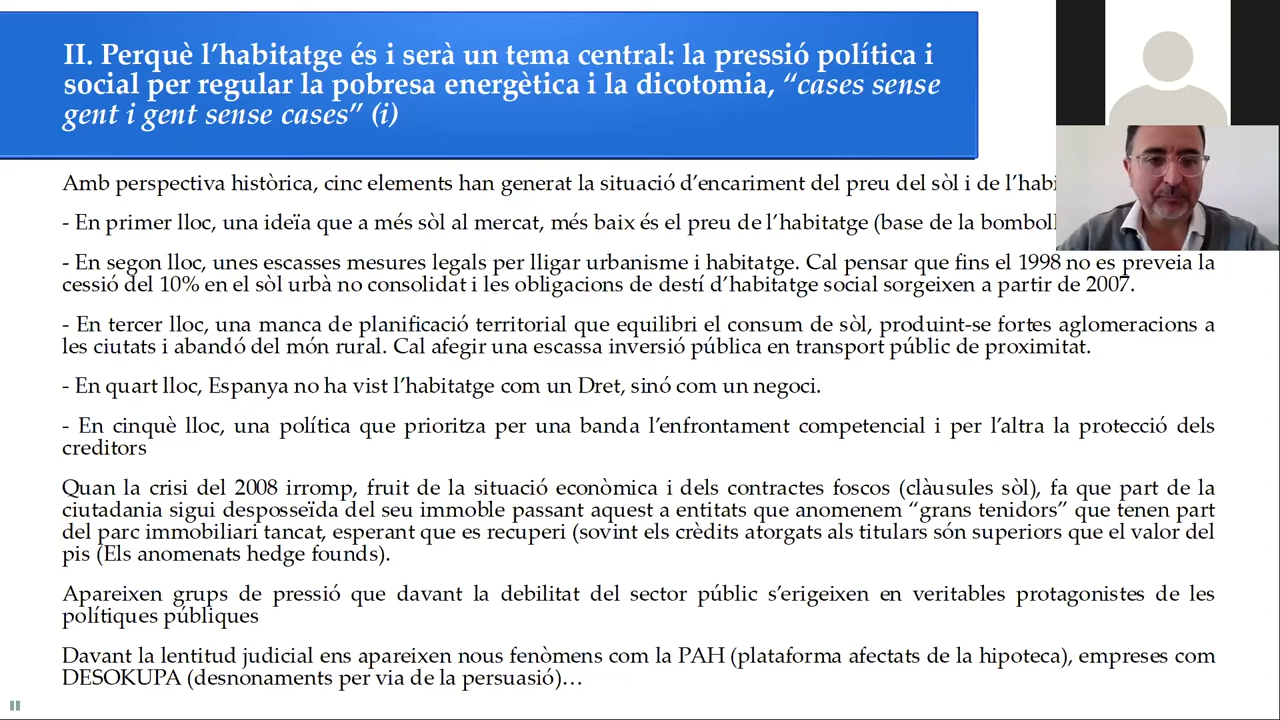 II. Perquè l’habitatge és i serà un tema central: la pressió política i
social per regular la pobresa energètica i la dicotomia, “cases sense
gent i gent sense cases” (i)
Amb perspectiva històrica, cinc elements han generat la situació d’encariment del preu del sòl i de
- En primer lloc, una ideïa que a més sòl al mercat, més baix és el preu de l’habitatge (base de la
- En segon lloc, unes escasses mesures legals per lligar urbanisme i habitatge. Cal pensar que fins el 1998 no es preveia la
cessió del 10% en el sòl urbà no consolidat i les obligacions de destí d’habitatge social sorgeixen a partir de 2007.
- En tercer lloc, una manca de planificació territorial que equilibri el consum de sòl, produint-se fortes aglomeracions a
les ciutats i abandó del món rural. Cal afegir una escassa inversió pública en transport públic de proximitat.
- En quart lloc, Espanya no ha vist l’habitatge com un Dret, sinó com un negoci.
- En cinquè lloc, una política que prioritza per una banda l’enfrontament competencial i per l’altra la protecció dels
creditors
Quan la crisi del 2008 irromp, fruit de la situació econòmica i dels contractes foscos (clàusules sòl), fa que part de la
ciutadania sigui desposseïda del seu immoble passant aquest a entitats que anomenem “grans tenidors” que tenen part
del parc immobiliari tancat, esperant que es recuperi (sovint els crèdits atorgats als titulars són superiors que el valor del
pis (Els anomenats hedge founds).
Apareixen grups de pressió que davant la debilitat del sector públic s’erigeixen en veritables protagonistes de les
polítiques públiques
Davant la lentitud judicial ens apareixen nous fenòmens com la PAH (plataforma afectats de la hipoteca), empreses com
DESOKUPA (desnonaments per via de la persuasió)…